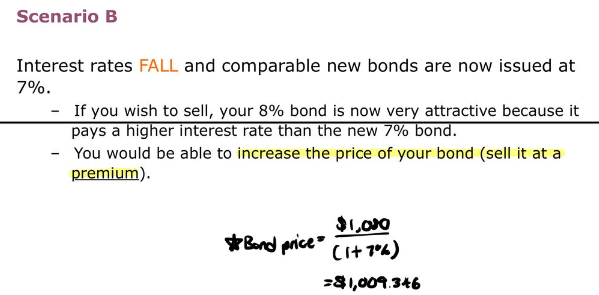 Scenario B
Interest rates FALL and comparable new bonds are now issued at
7%.
– If you wish to sell, your 8% bond is now very attractive because it
pays a higher interest rate than the new 7% bond.
– You would be able to increase the price of your bond (sell it at a
premium).
$1,080
★Bond price = 
(1+7%)
=$1,009.346